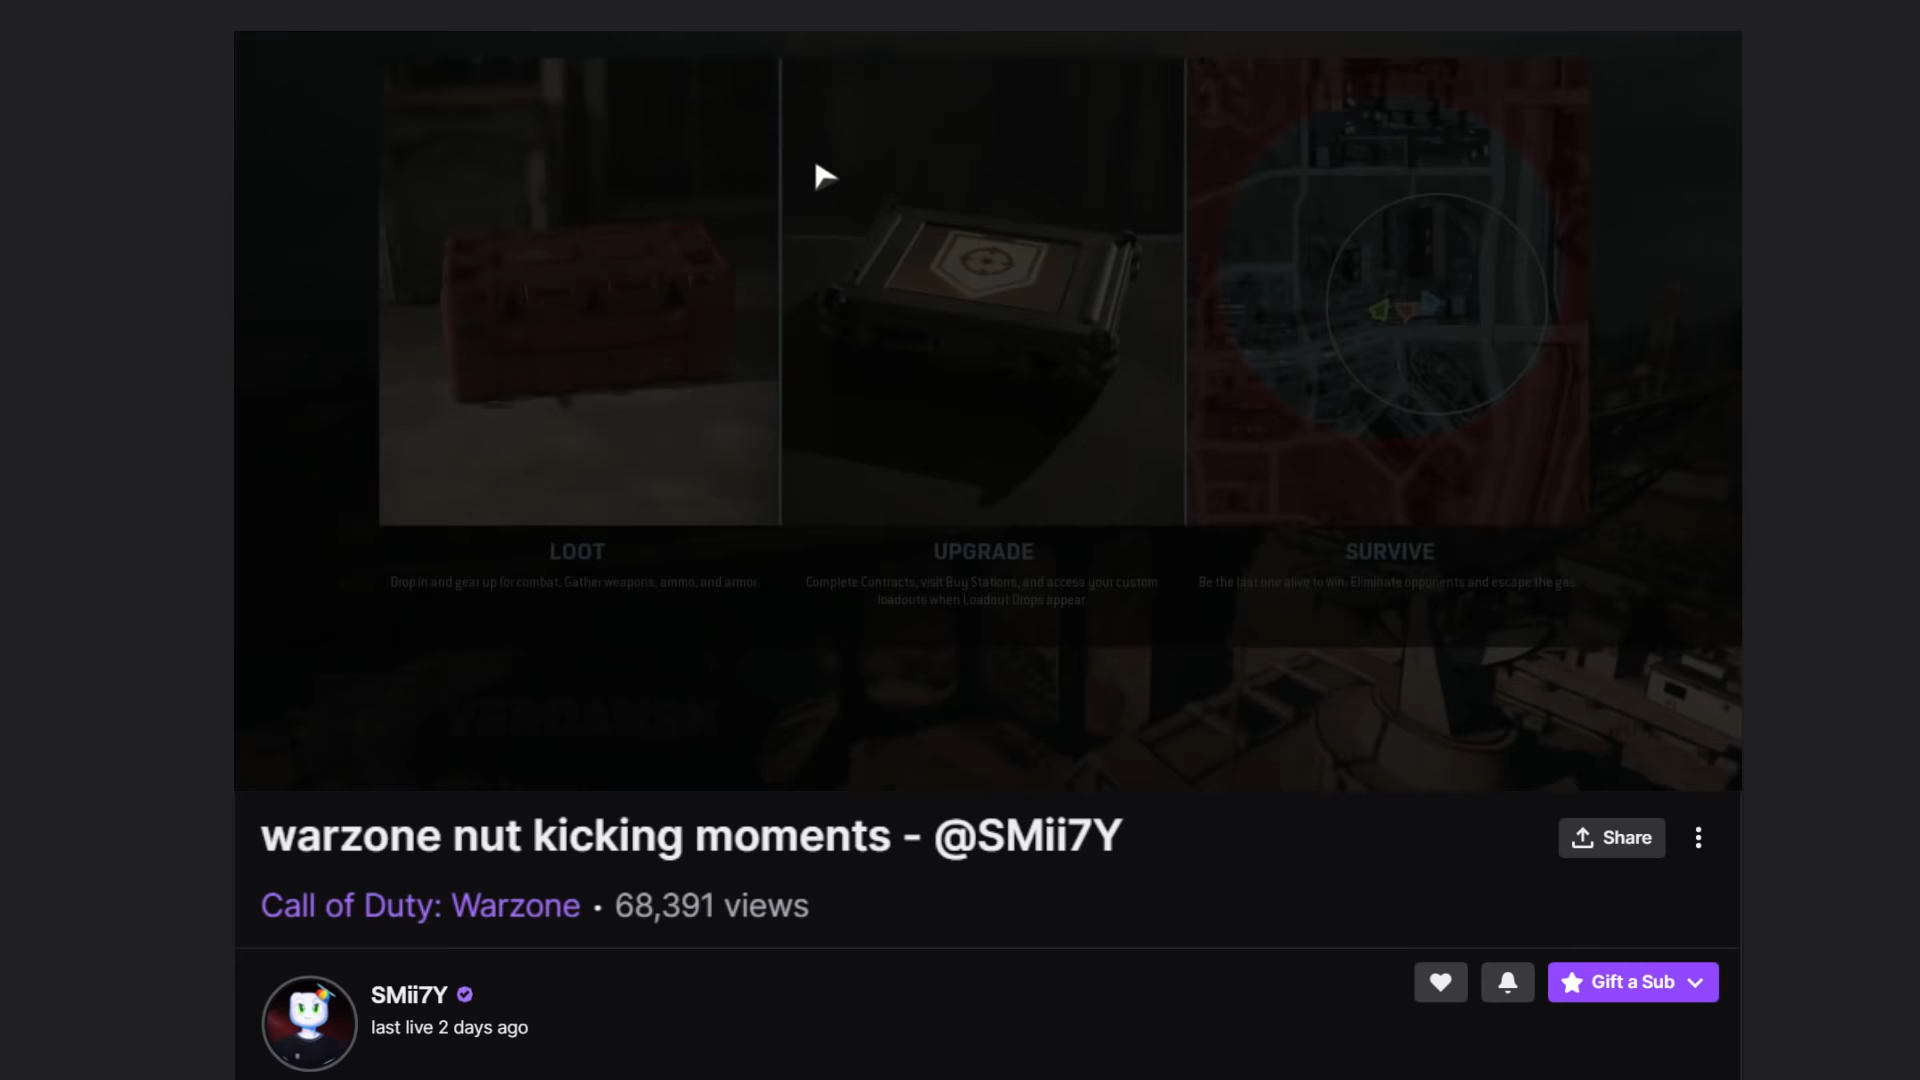 LOOT
UPGRADE
SURVIVE
Drop in and gear up for combat. Gather weapons, ammo, and armor.
Complete Contracts, visit Buy Stations, and access your custom
loadouts when Loadout Drops appear.
Be the last one alive to win. Eliminate opponents and escape the gas.
VERDANSK
warzone nut kicking moments - @SMii7Y
Share
Call of Duty: Warzone • 68,391 views
SMii7Y
last live 2 days ago
Gift a Sub